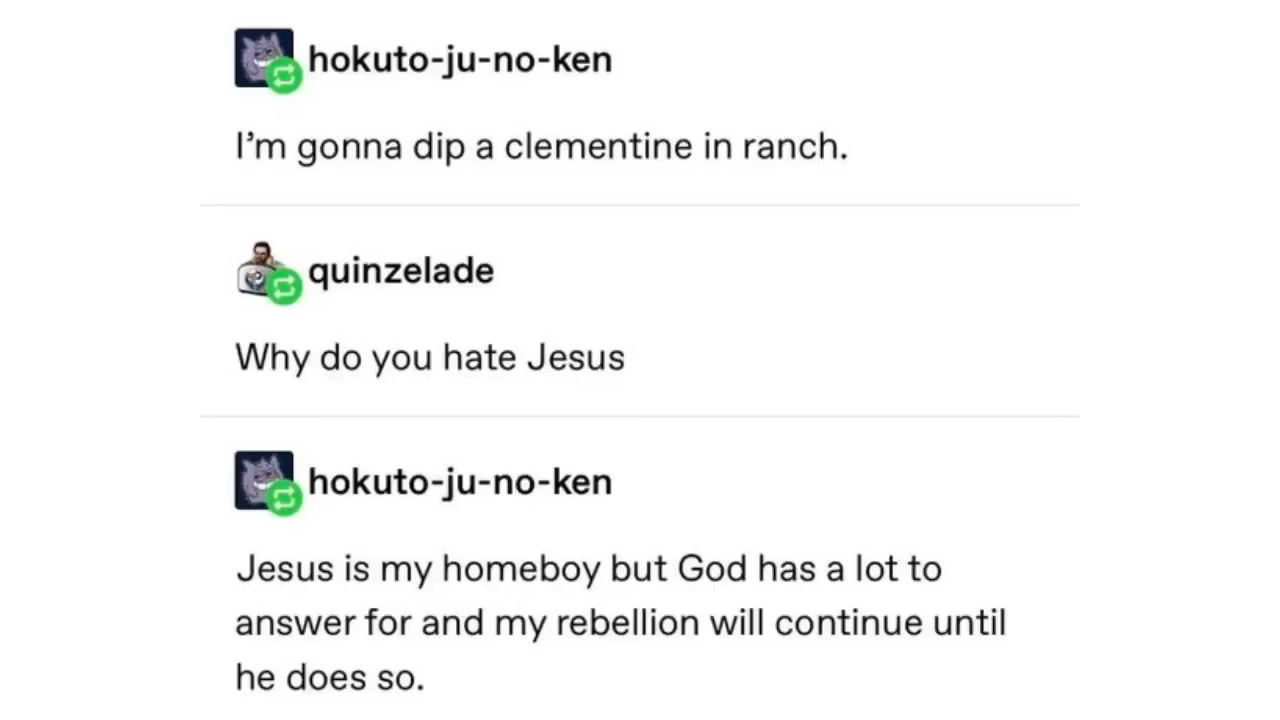 hokuto-ju-no-ken
I’m gonna dip a clementine in ranch.
quinzelade
Why do you hate Jesus
hokuto-ju-no-ken
Jesus is my homeboy but God has a lot to
answer for and my rebellion will continue until
he does so.